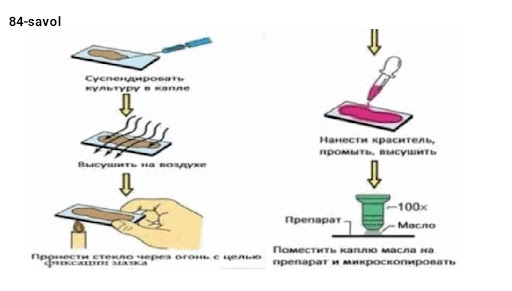 84-savol
Суспендировать
культуру в капле
Высушить на воздухе
Пронести стекло через огонь с целью
фиксации мазка
Нанести краситель,
промыть, высушить
100х
Препарат
Масло
Поместить каплю масла на
препарат и микроскопировать